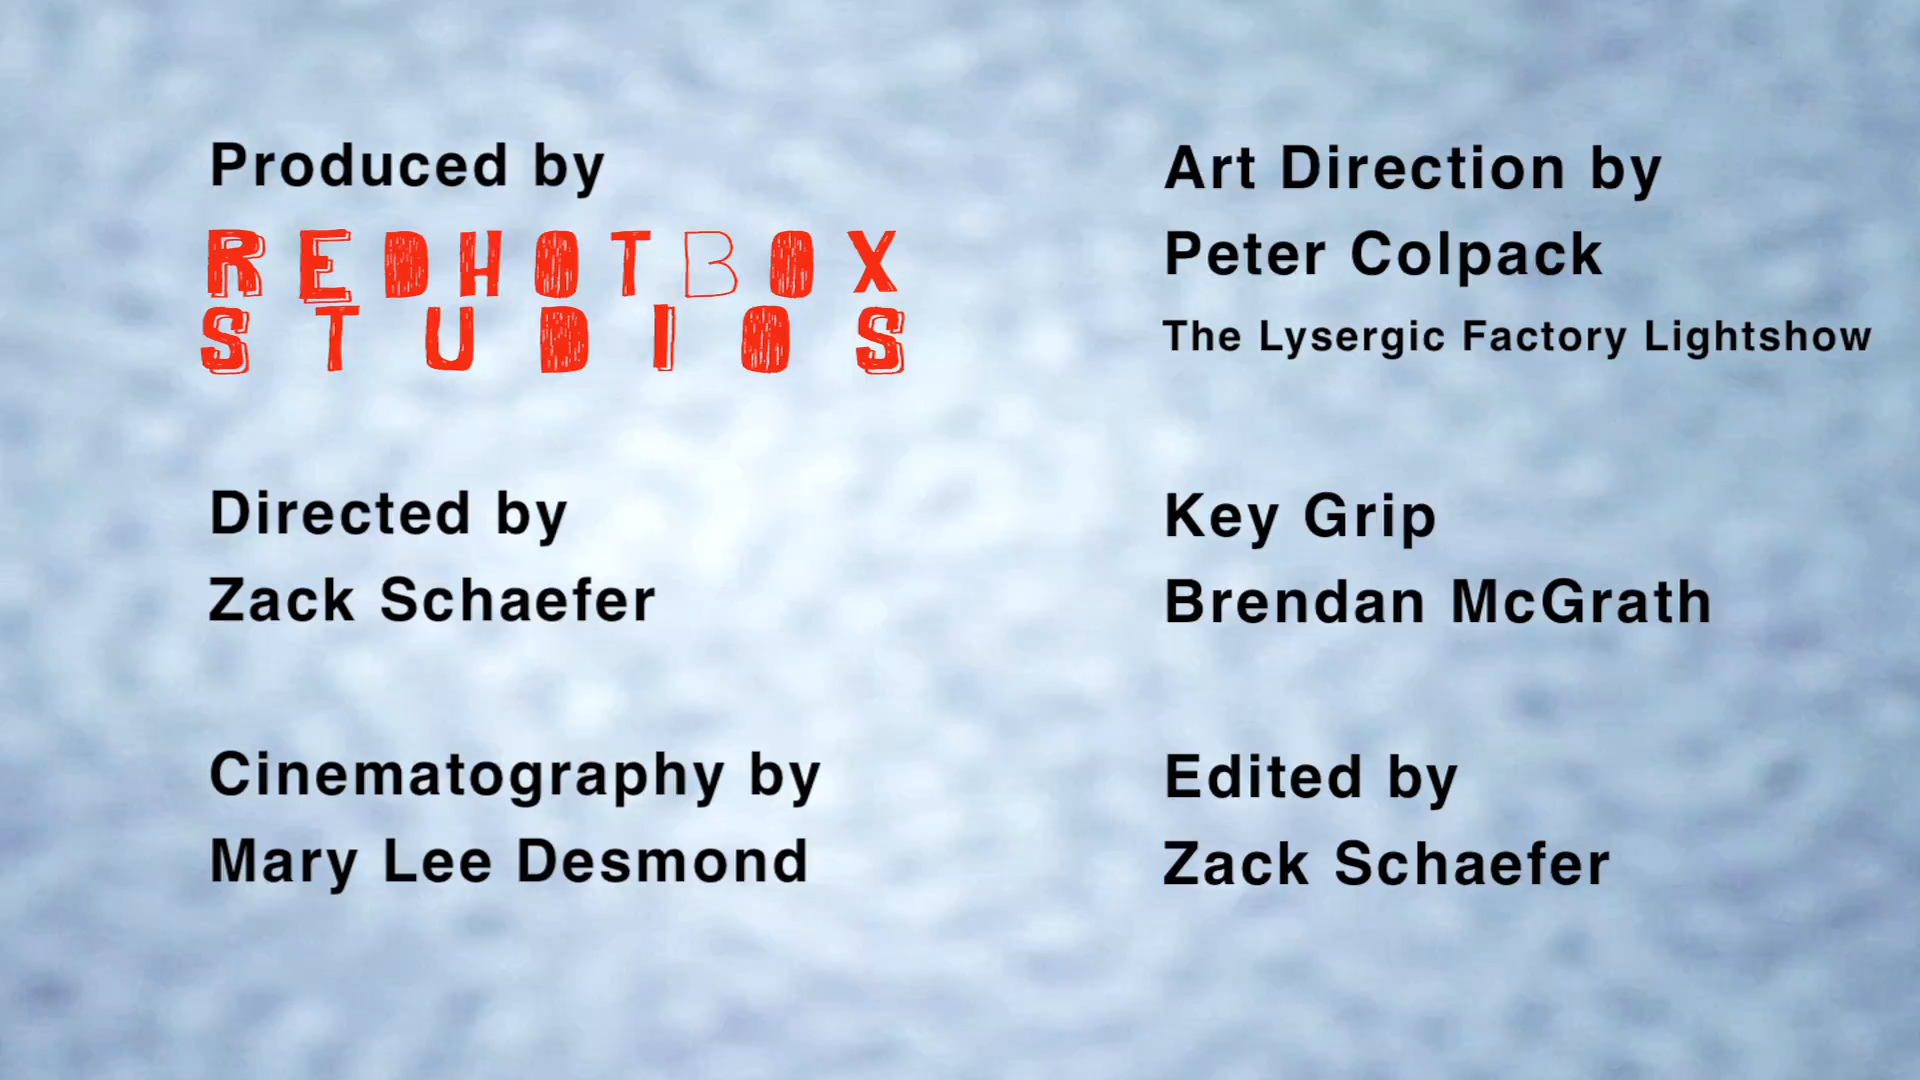 Produced by
REDHOTBOX
STUDIOS
Directed by
Zack Schaefer
Cinematography by
Mary Lee Desmond
Art Direction by
Peter Colpack
The Lysergic Factory Lightshow
Key Grip
Brendan McGrath
Edited by
Zack Schaefer